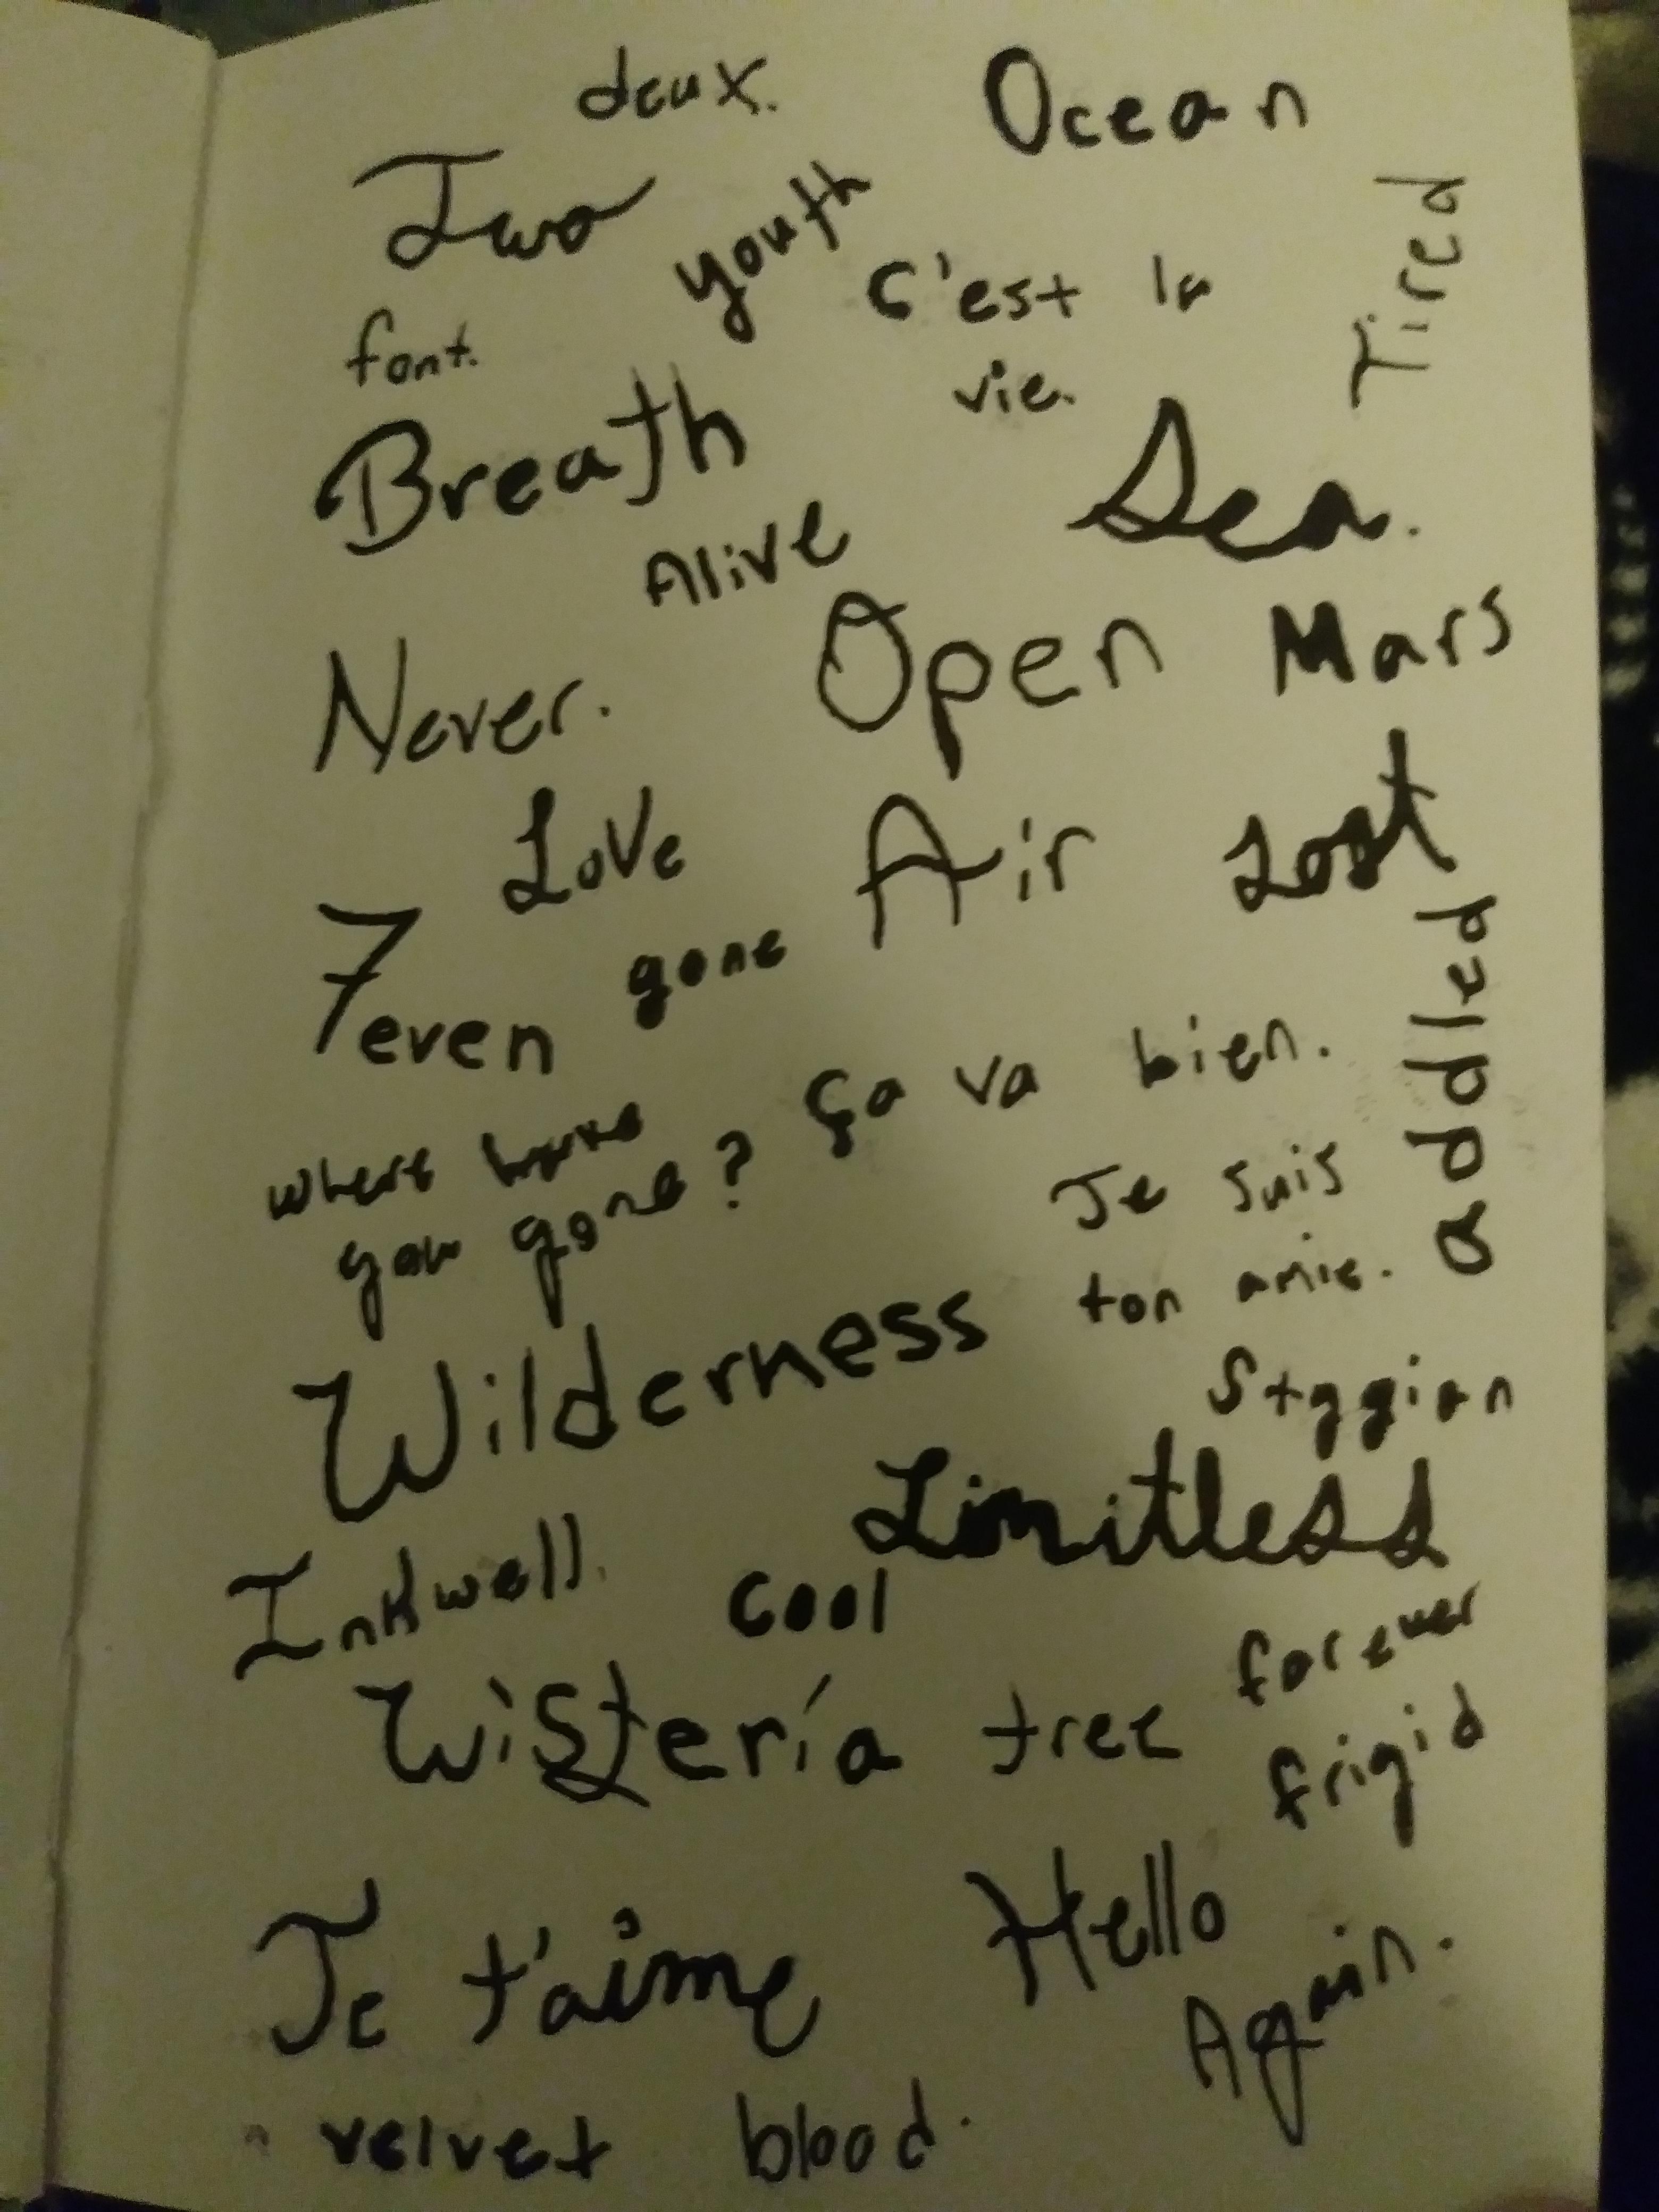 deux.
Ocean
Two
youth
Tired
font.
C'est la
vie.
Breath
Sea.
Alive
Open
Mars
Never.
Love
Air
Lost
7even
gone
addled
Ça va bien.
where have
you gone?
Je suis
ton amie.
Wilderness
Stygian
Limitless
Inkwell.
cool
forever
Wistería tree
frigid
Je t'aime
Hello
Again.
velvet blood.